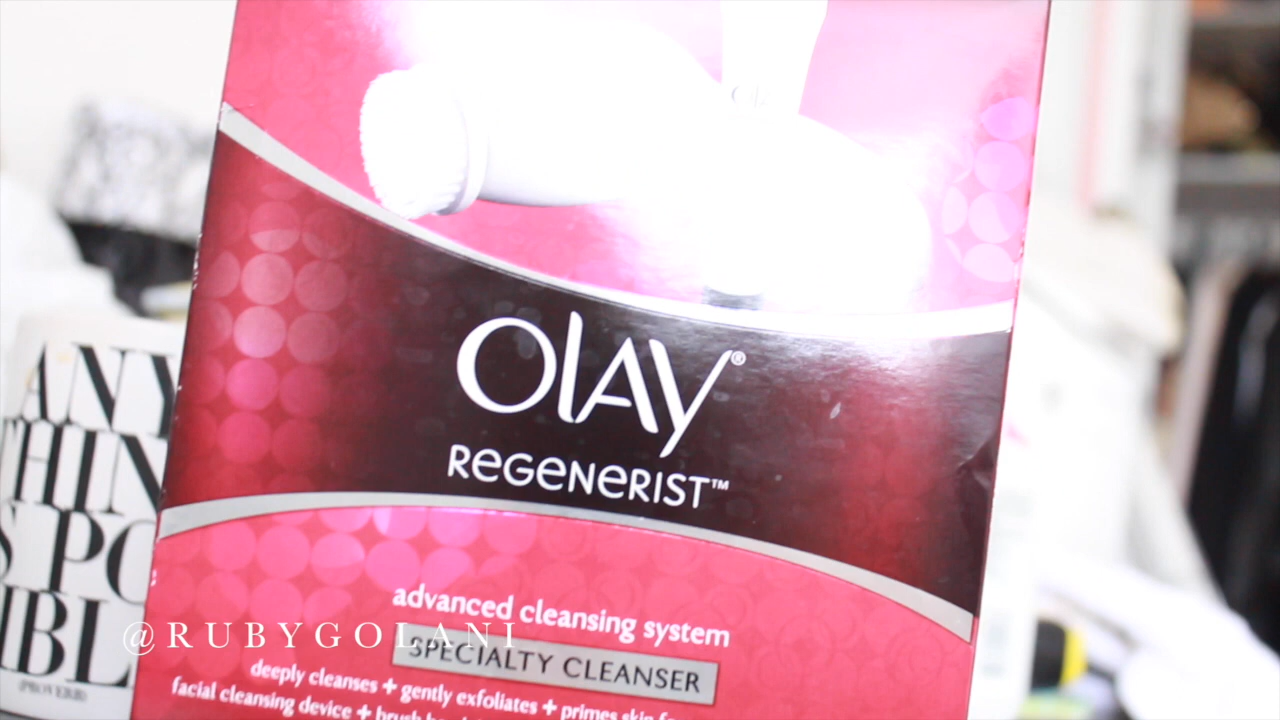 OLAY®
REGENERIST™
advanced cleansing system
SPECIALTY CLEANSER
deeply cleanses + gently exfoliates + primes skin
facial cleansing device + brush
@RUBYGOLANI
ANY
THIN
S PO
IBL
(PROVERB)